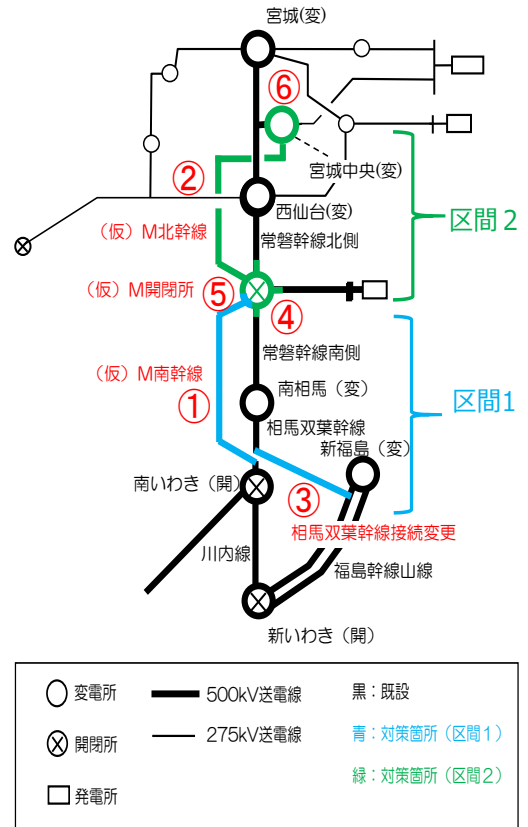 宮城(変)
⑥
宮城中央(変)
②
西仙台(変)
区間2
(仮)M北幹線
常磐幹線北側
(仮)M開閉所
⑤
④
常磐幹線南側
(仮)M南幹線
南相馬(変)
区間1
①
相馬双葉幹線
新福島(変)
南いわき(開)
③
相馬双葉幹線接続変更
川内線
福島幹線山線
新いわき(開)
変電所
500kV送電線
黒:既設
開閉所
275kV送電線
青:対策箇所(区間1)
発電所
緑:対策箇所(区間2)